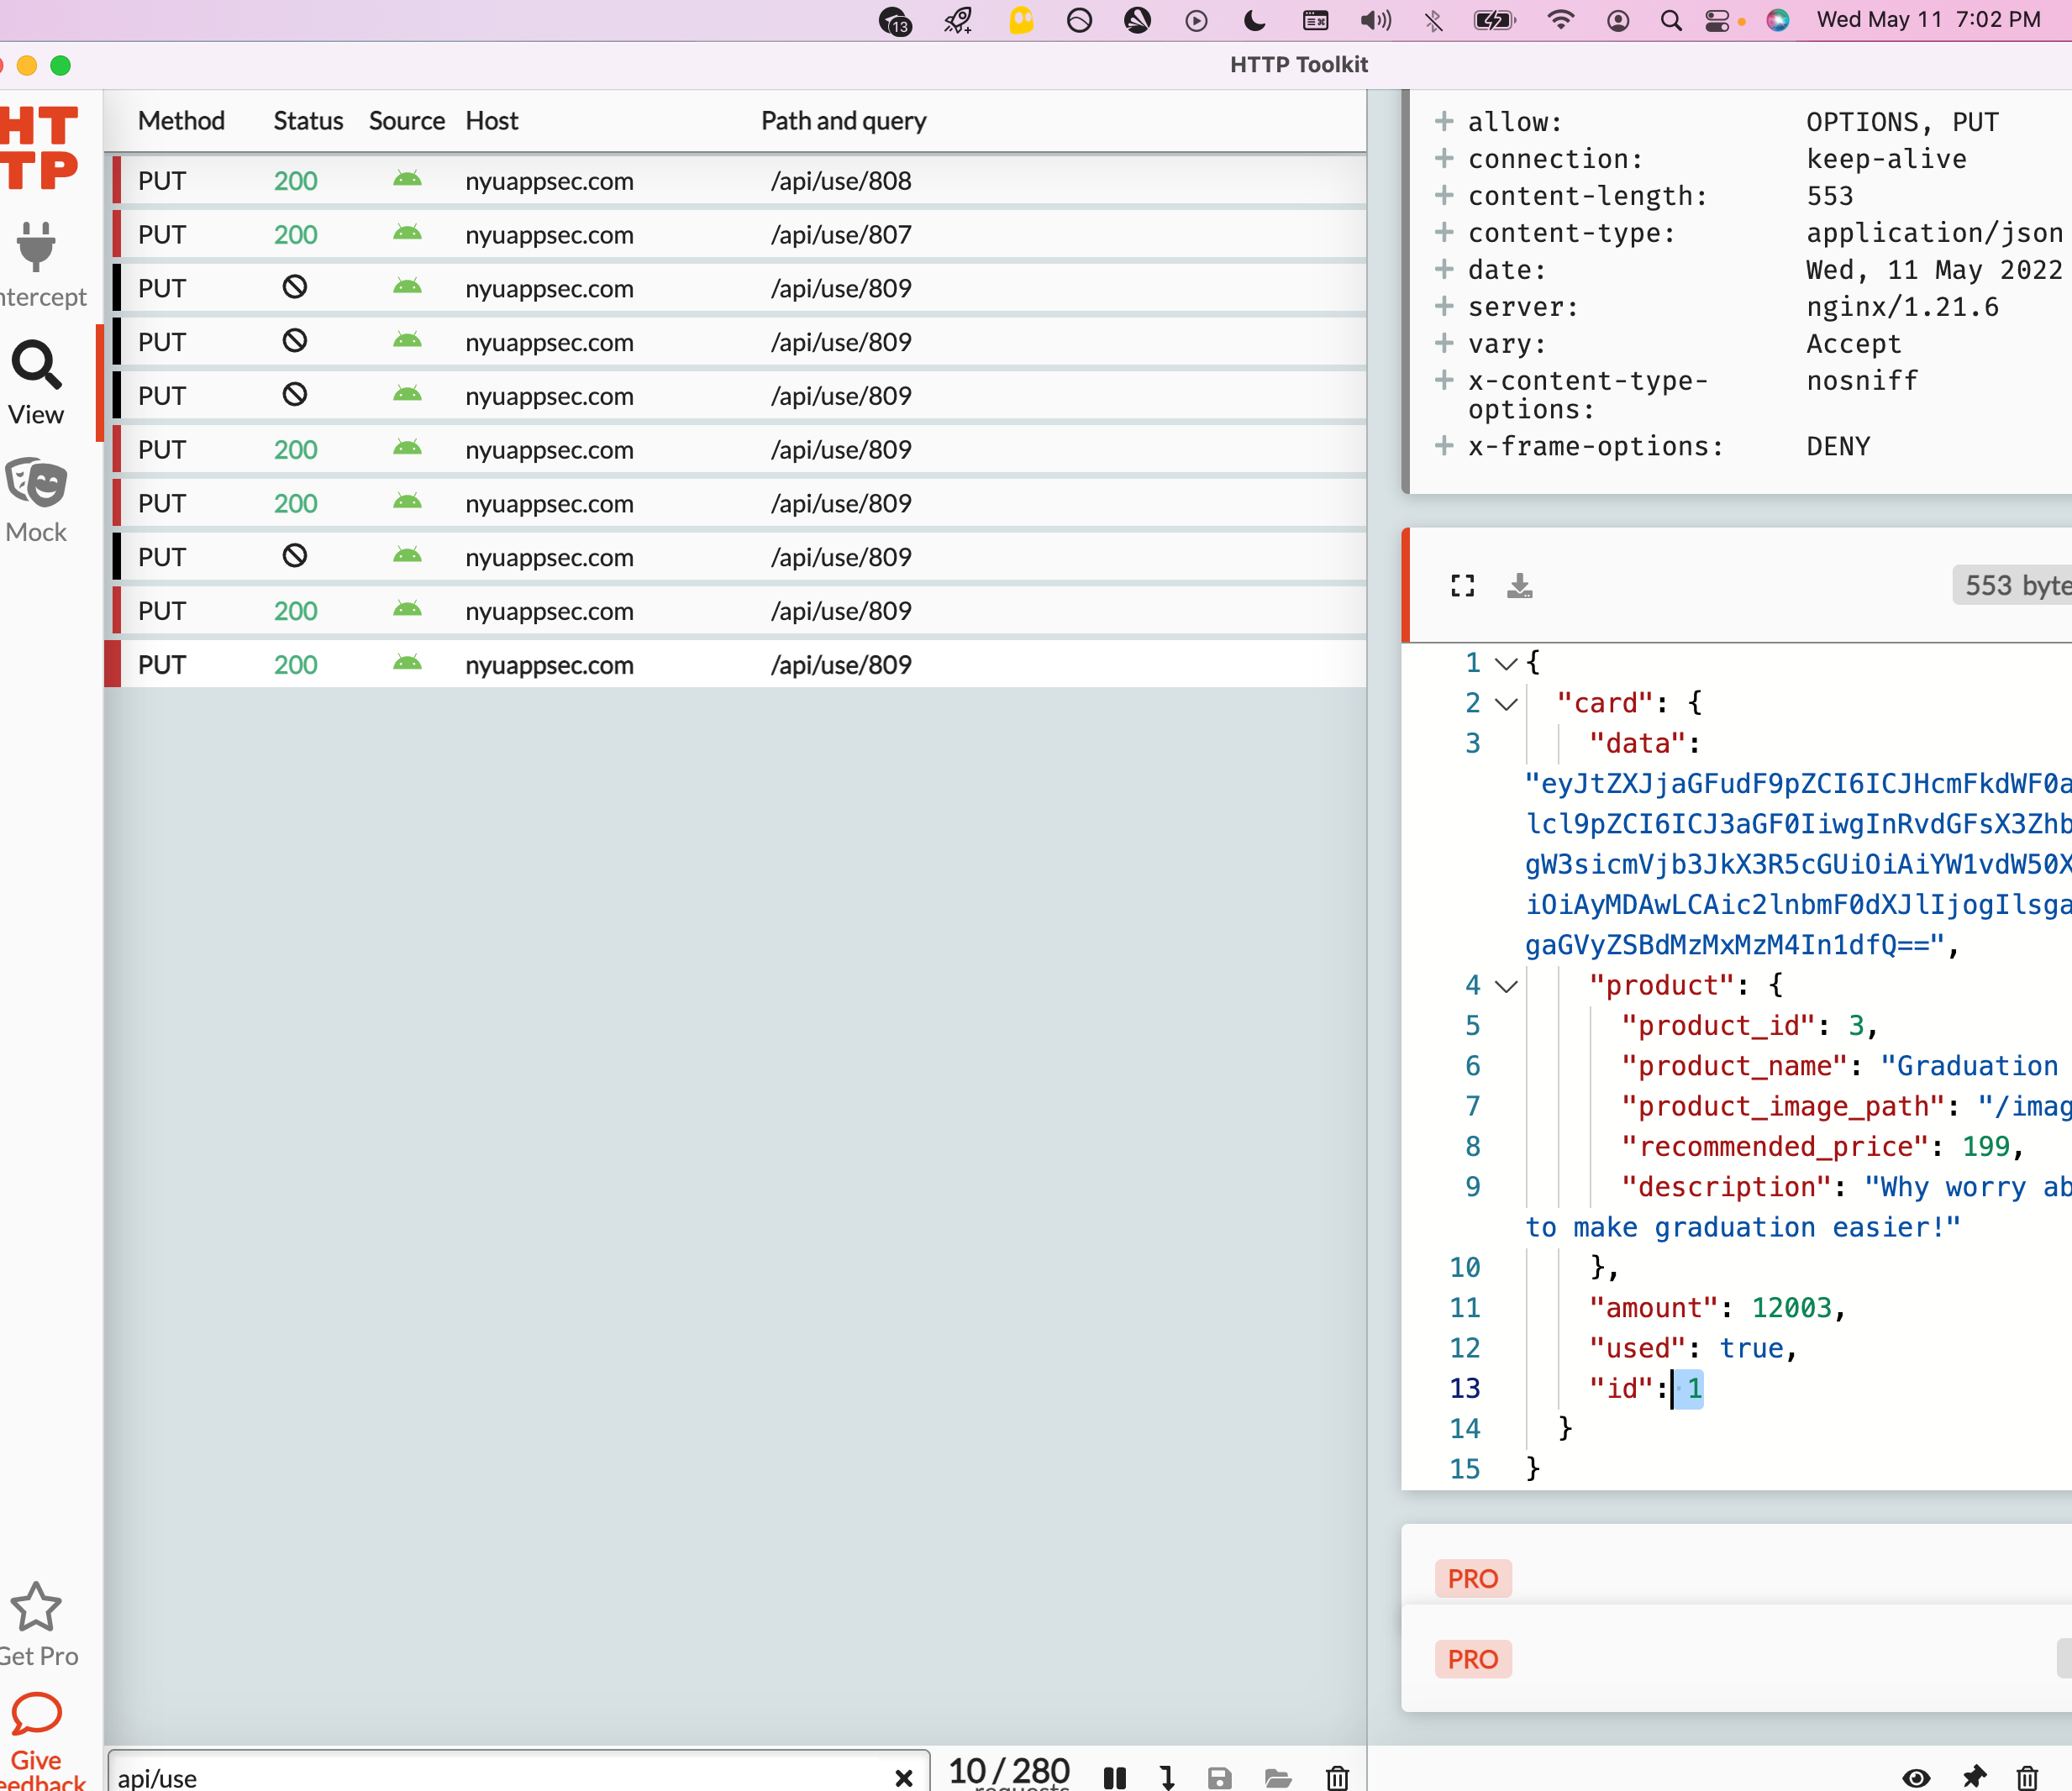 13
Wed May 11 7:02 PM
HTTP Toolkit
HT
TP
ntercept
View
Mock
Get Pro
Give
eedback
Method Status Source Host Path and query
PUT 200 nyuappsec.com /api/use/808
PUT 200 nyuappsec.com /api/use/807
PUT nyuappsec.com /api/use/809
PUT nyuappsec.com /api/use/809
PUT nyuappsec.com /api/use/809
PUT 200 nyuappsec.com /api/use/809
PUT 200 nyuappsec.com /api/use/809
PUT nyuappsec.com /api/use/809
PUT 200 nyuappsec.com /api/use/809
PUT 200 nyuappsec.com /api/use/809
api/use
10 / 280
requests
+ allow: OPTIONS, PUT
+ connection: keep-alive
+ content-length: 553
+ content-type: application/json
+ date: Wed, 11 May 2022
+ server: nginx/1.21.6
+ vary: Accept
+ x-content-type- nosniff
options:
+ x-frame-options: DENY
553 byte
1 {
2 "card": {
3 "data":
"eyJtZXJjaGFudF9pZCI6ICJHcmFkdWF0a
lcl9pZCI6ICJ3aGF0IiwgInRvdGFsX3Zhb
gW3sicmVjb3JkX3R5cGUiOiAiYW1vdW50X
iOiAyMDAwLCAic2lnbmF0dXJlIjogIlsga
gaGVyZSBdMzMxMzM4In1dfQ==",
4 "product": {
5 "product_id": 3,
6 "product_name": "Graduation
7 "product_image_path": "/imag
8 "recommended_price": 199,
9 "description": "Why worry ab
to make graduation easier!"
10 },
11 "amount": 12003,
12 "used": true,
13 "id": 1
14 }
15 }
PRO
PRO